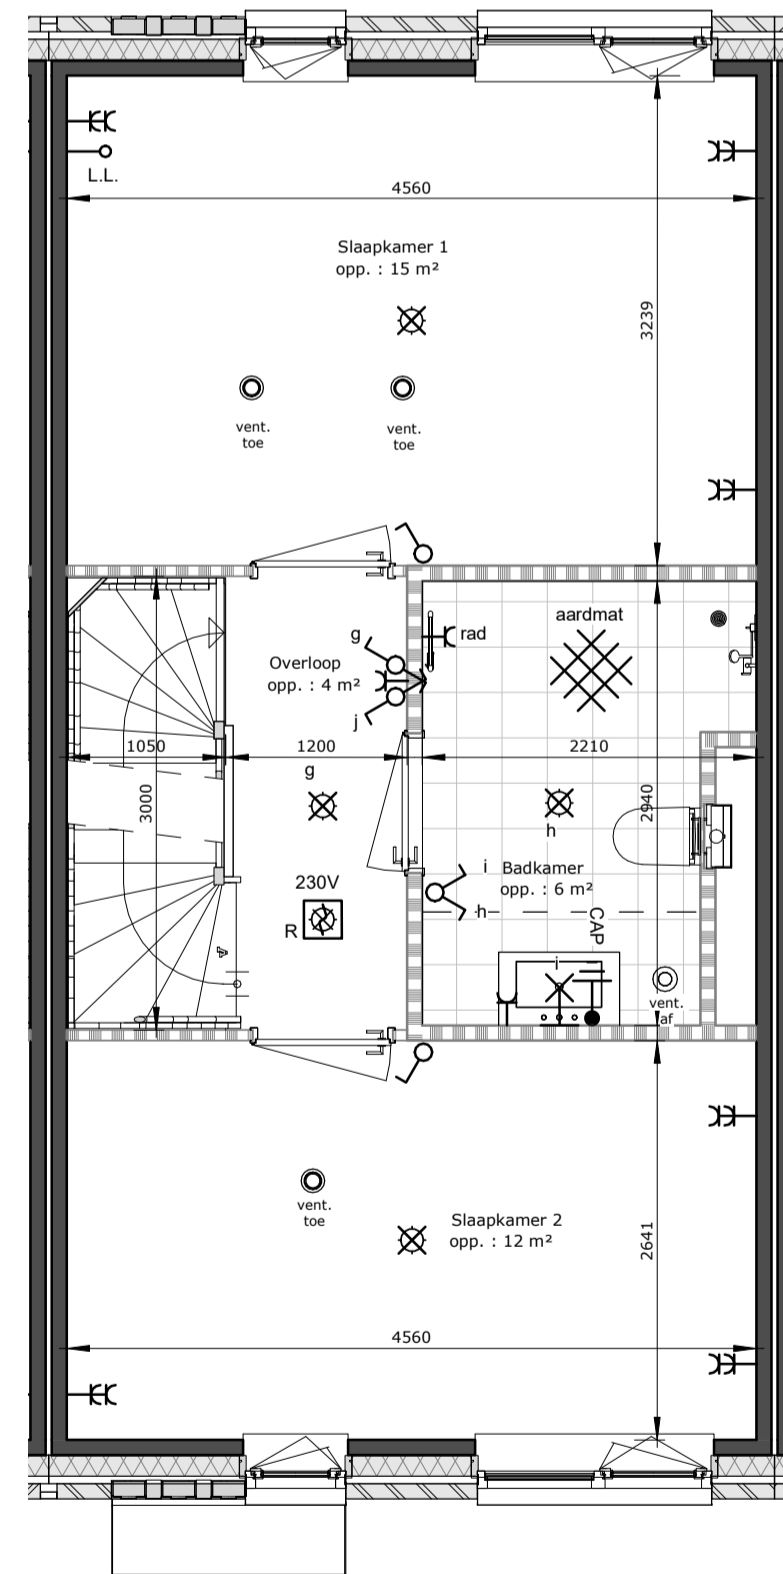 L.L.
4560
Slaapkamer 1
opp. : 15 m²
3239
vent.
toe
vent.
toe
aardmat
g
rad
Overloop
opp. : 4 m²
j
1050
1200
2210
g
3000
2940
h
i
Badkamer
230V
opp. : 6 m²
h
R
CAP
4
i
vent.
af
vent.
toe
Slaapkamer 2
opp. : 12 m²
2641
4560